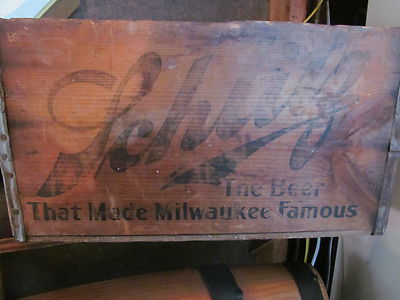 Schlitz
The Beer
That Made Milwaukee Famous